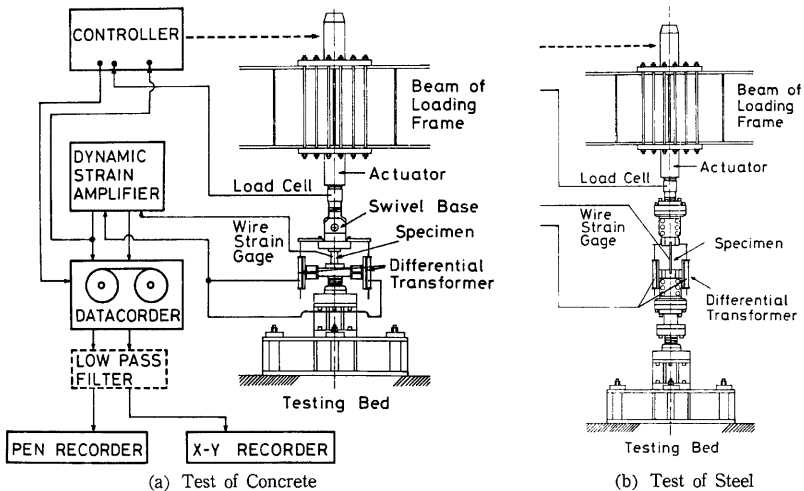 CONTROLLER
Beam of
Loading
Frame
DYNAMIC
STRAIN
AMPLIFIER
Actuator
Load Cell
Swivel Base
Wire
Strain
Gage
Specimen
Differential
Transformer
DATACORDER
LOW PASS
FILTER
Testing Bed
PEN RECORDER
X-Y RECORDER
(a) Test of Concrete
Beam of
Loading
Frame
Actuator
Load Cell
Wire
Strain
Gage
Specimen
Differential
Transformer
Testing Bed
(b) Test of Steel